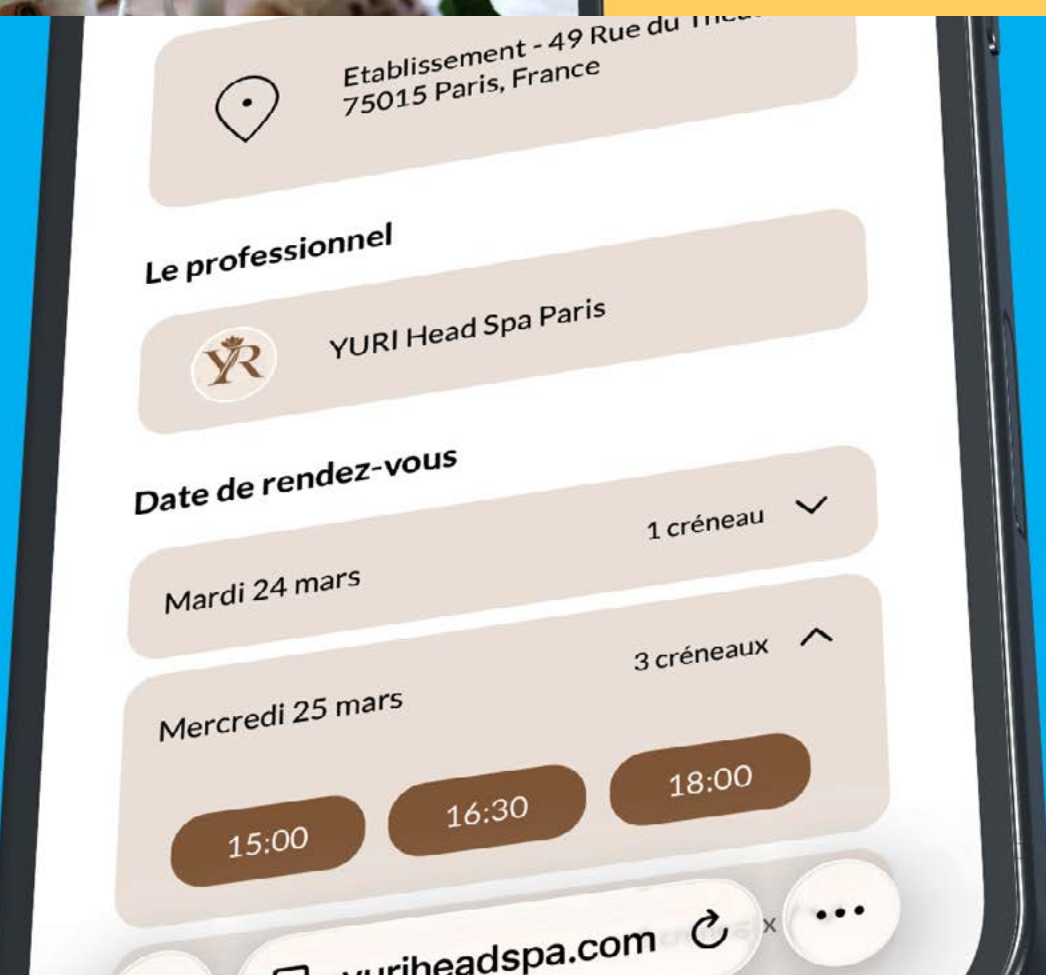 Etablissement - 49 Rue du
75015 Paris, France
Le professionnel
YR
YURI Head Spa Paris
Date de rendez-vous
1 créneau
Mardi 24 mars
3 créneaux
Mercredi 25 mars
15:00
16:30
18:00
yuriheadspa.com
x